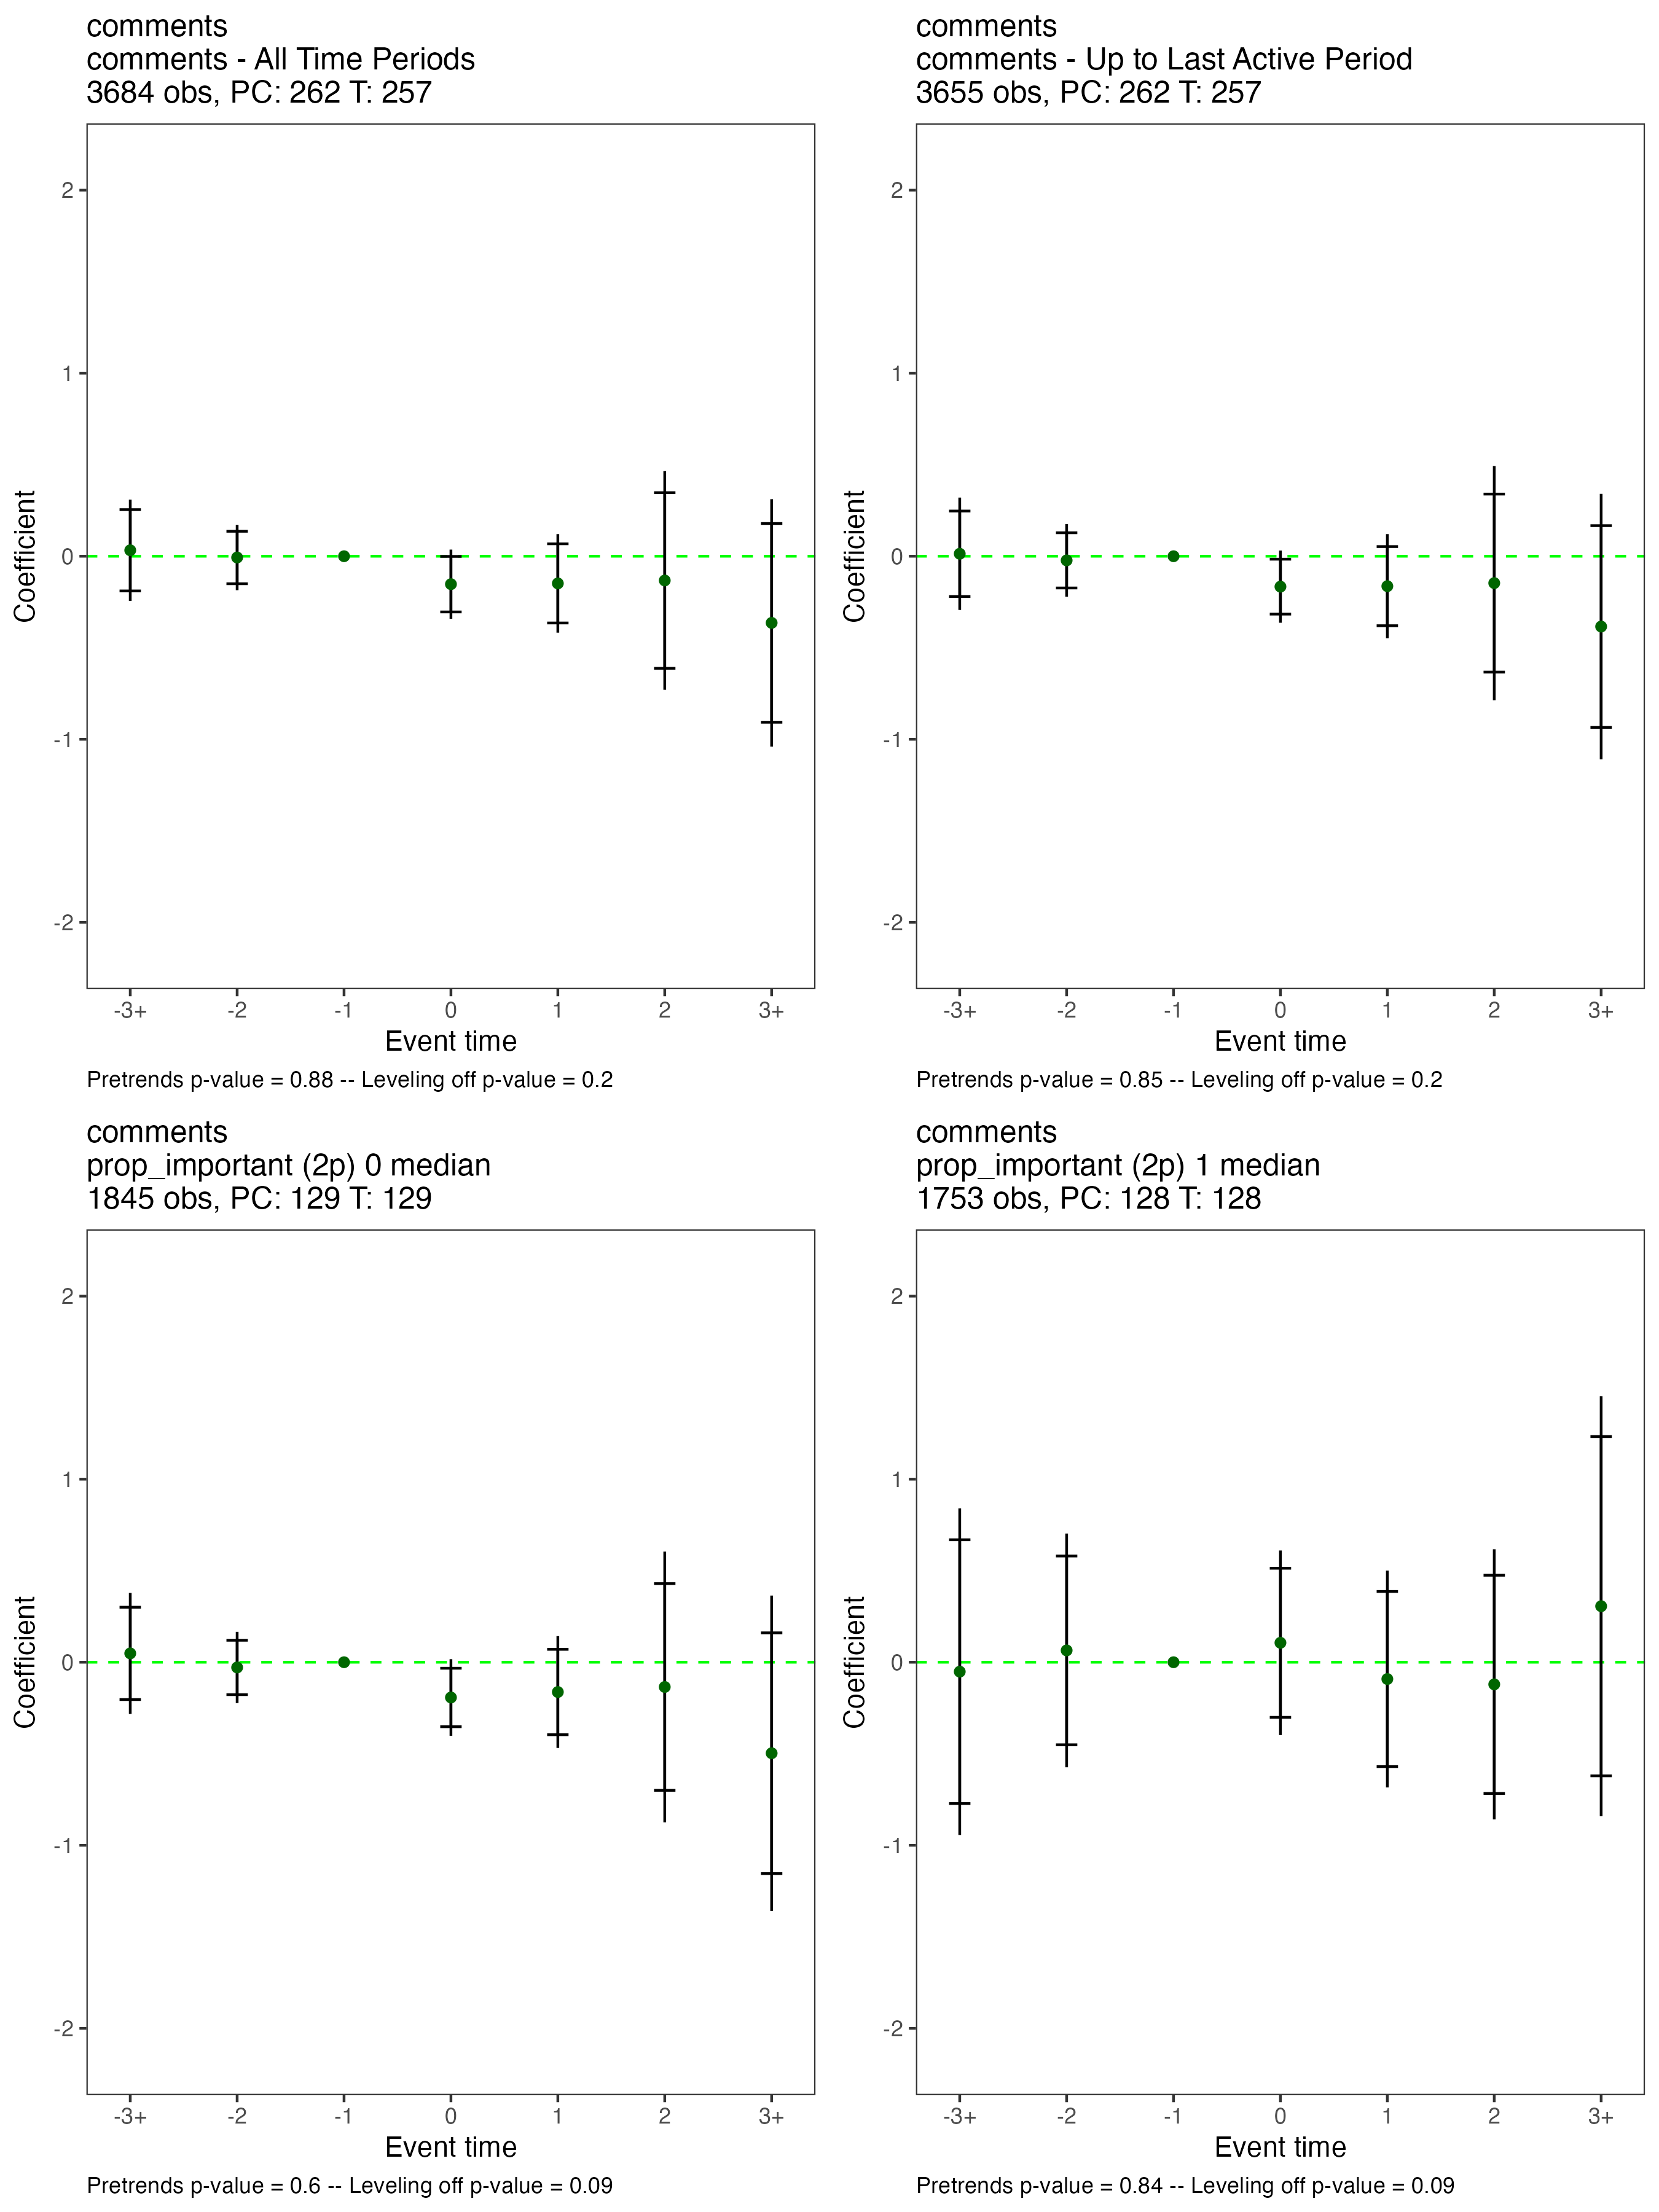 comments
comments - All Time Periods
3684 obs, PC: 262 T: 257
2
1
0
-1
-2
Coefficient
-3+ -2 -1 0 1 2 3+
Event time
Pretrends p-value = 0.88 -- Leveling off p-value = 0.2
comments
comments - Up to Last Active Period
3655 obs, PC: 262 T: 257
2
1
0
-1
-2
Coefficient
-3+ -2 -1 0 1 2 3+
Event time
Pretrends p-value = 0.85 -- Leveling off p-value = 0.2
comments
prop_important (2p) 0 median
1845 obs, PC: 129 T: 129
2
1
0
-1
-2
Coefficient
-3+ -2 -1 0 1 2 3+
Event time
Pretrends p-value = 0.6 -- Leveling off p-value = 0.09
comments
prop_important (2p) 1 median
1753 obs, PC: 128 T: 128
2
1
0
-1
-2
Coefficient
-3+ -2 -1 0 1 2 3+
Event time
Pretrends p-value = 0.84 -- Leveling off p-value = 0.09